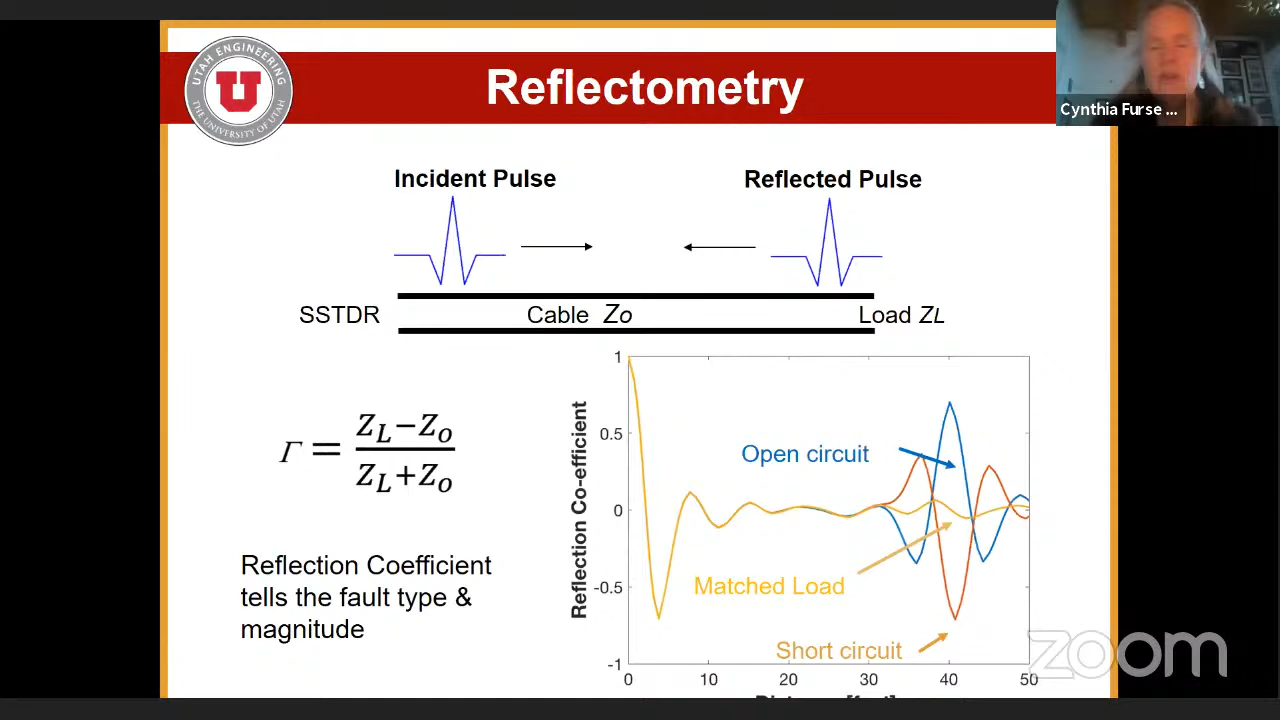 UTAH ENGINEERING
THE UNIVERSITY OF UTAH
U
Reflectometry
Cynthia Furse ...
Incident Pulse
Reflected Pulse
SSTDR
Cable Zo
Load ZL
Γ = ZL−Zo / ZL+Zo
Reflection Coefficient
tells the fault type &
magnitude
Reflection Co-efficient
1
0.5
0
-0.5
-1
Open circuit
Matched Load
Short circuit
0 10 20 30 40 50
zoom